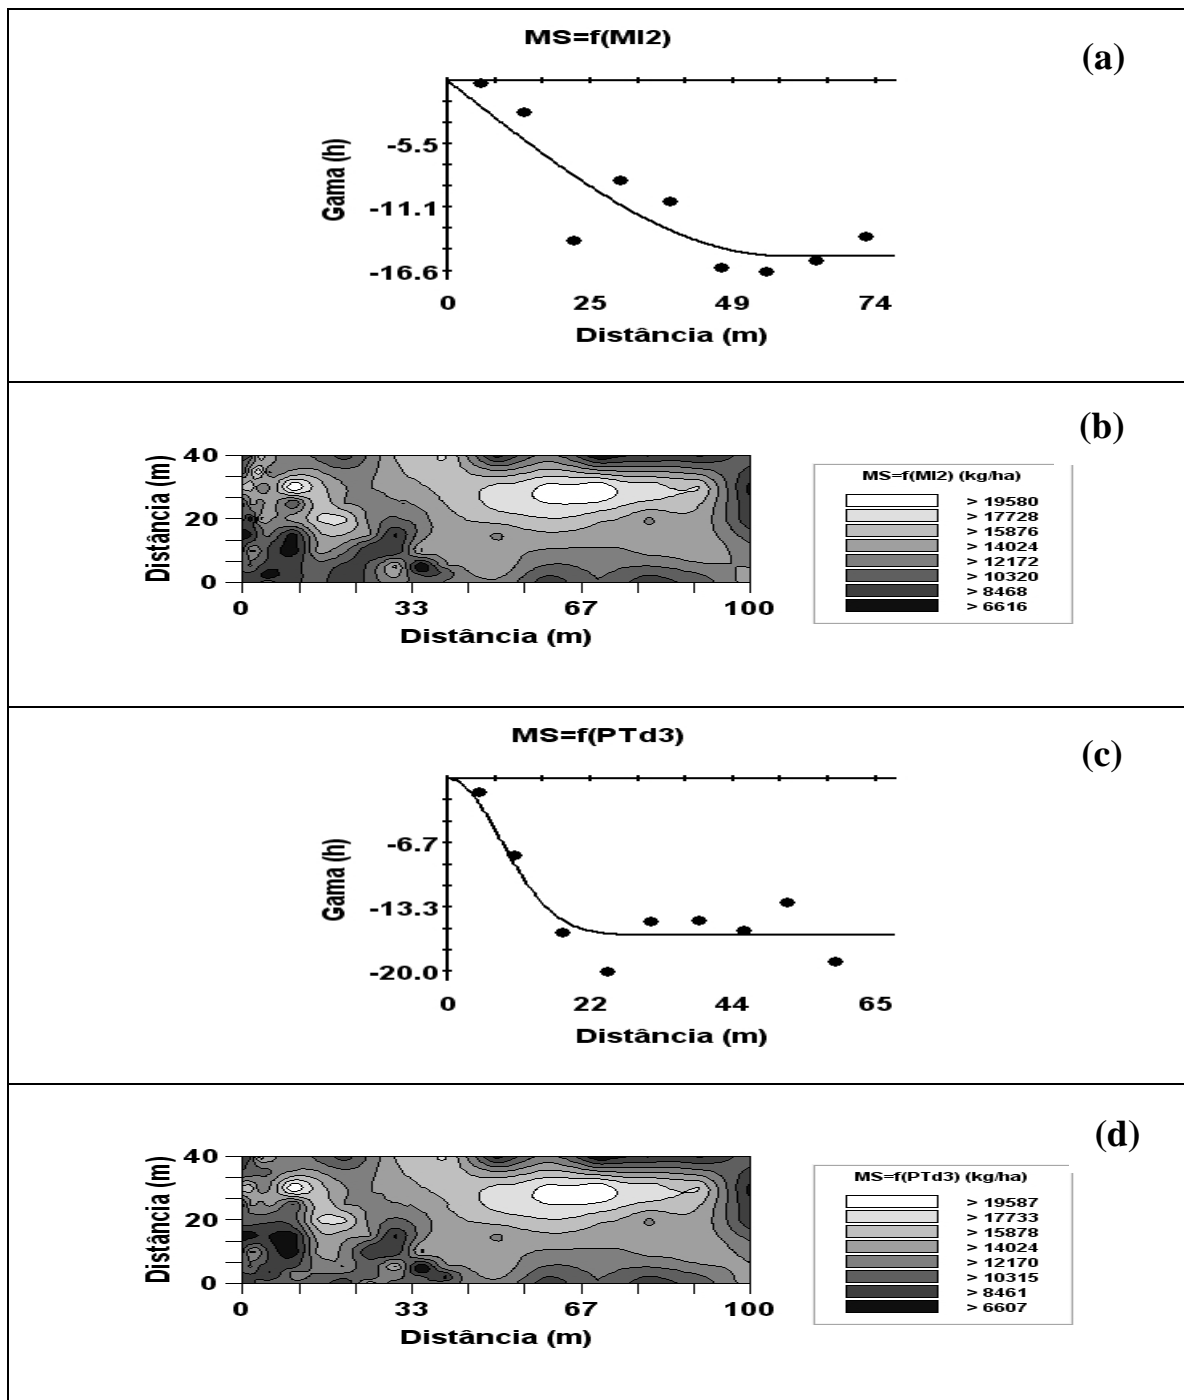 MS=f(MI2)
(a)
Gama (h)
-5.5
-11.1
-16.6
0 25 49 74
Distância (m)
(b)
Distância (m)
40
20
0
0 33 67 100
Distância (m)
MS=f(MI2) (kg/ha)
> 19580
> 17728
> 15876
> 14024
> 12172
> 10320
> 8468
> 6616
MS=f(PTd3)
(c)
Gama (h)
-6.7
-13.3
-20.0
0 22 44 65
Distância (m)
(d)
Distância (m)
40
20
0
0 33 67 100
Distância (m)
MS=f(PTd3) (kg/ha)
> 19587
> 17733
> 15878
> 14024
> 12170
> 10315
> 8461
> 6607